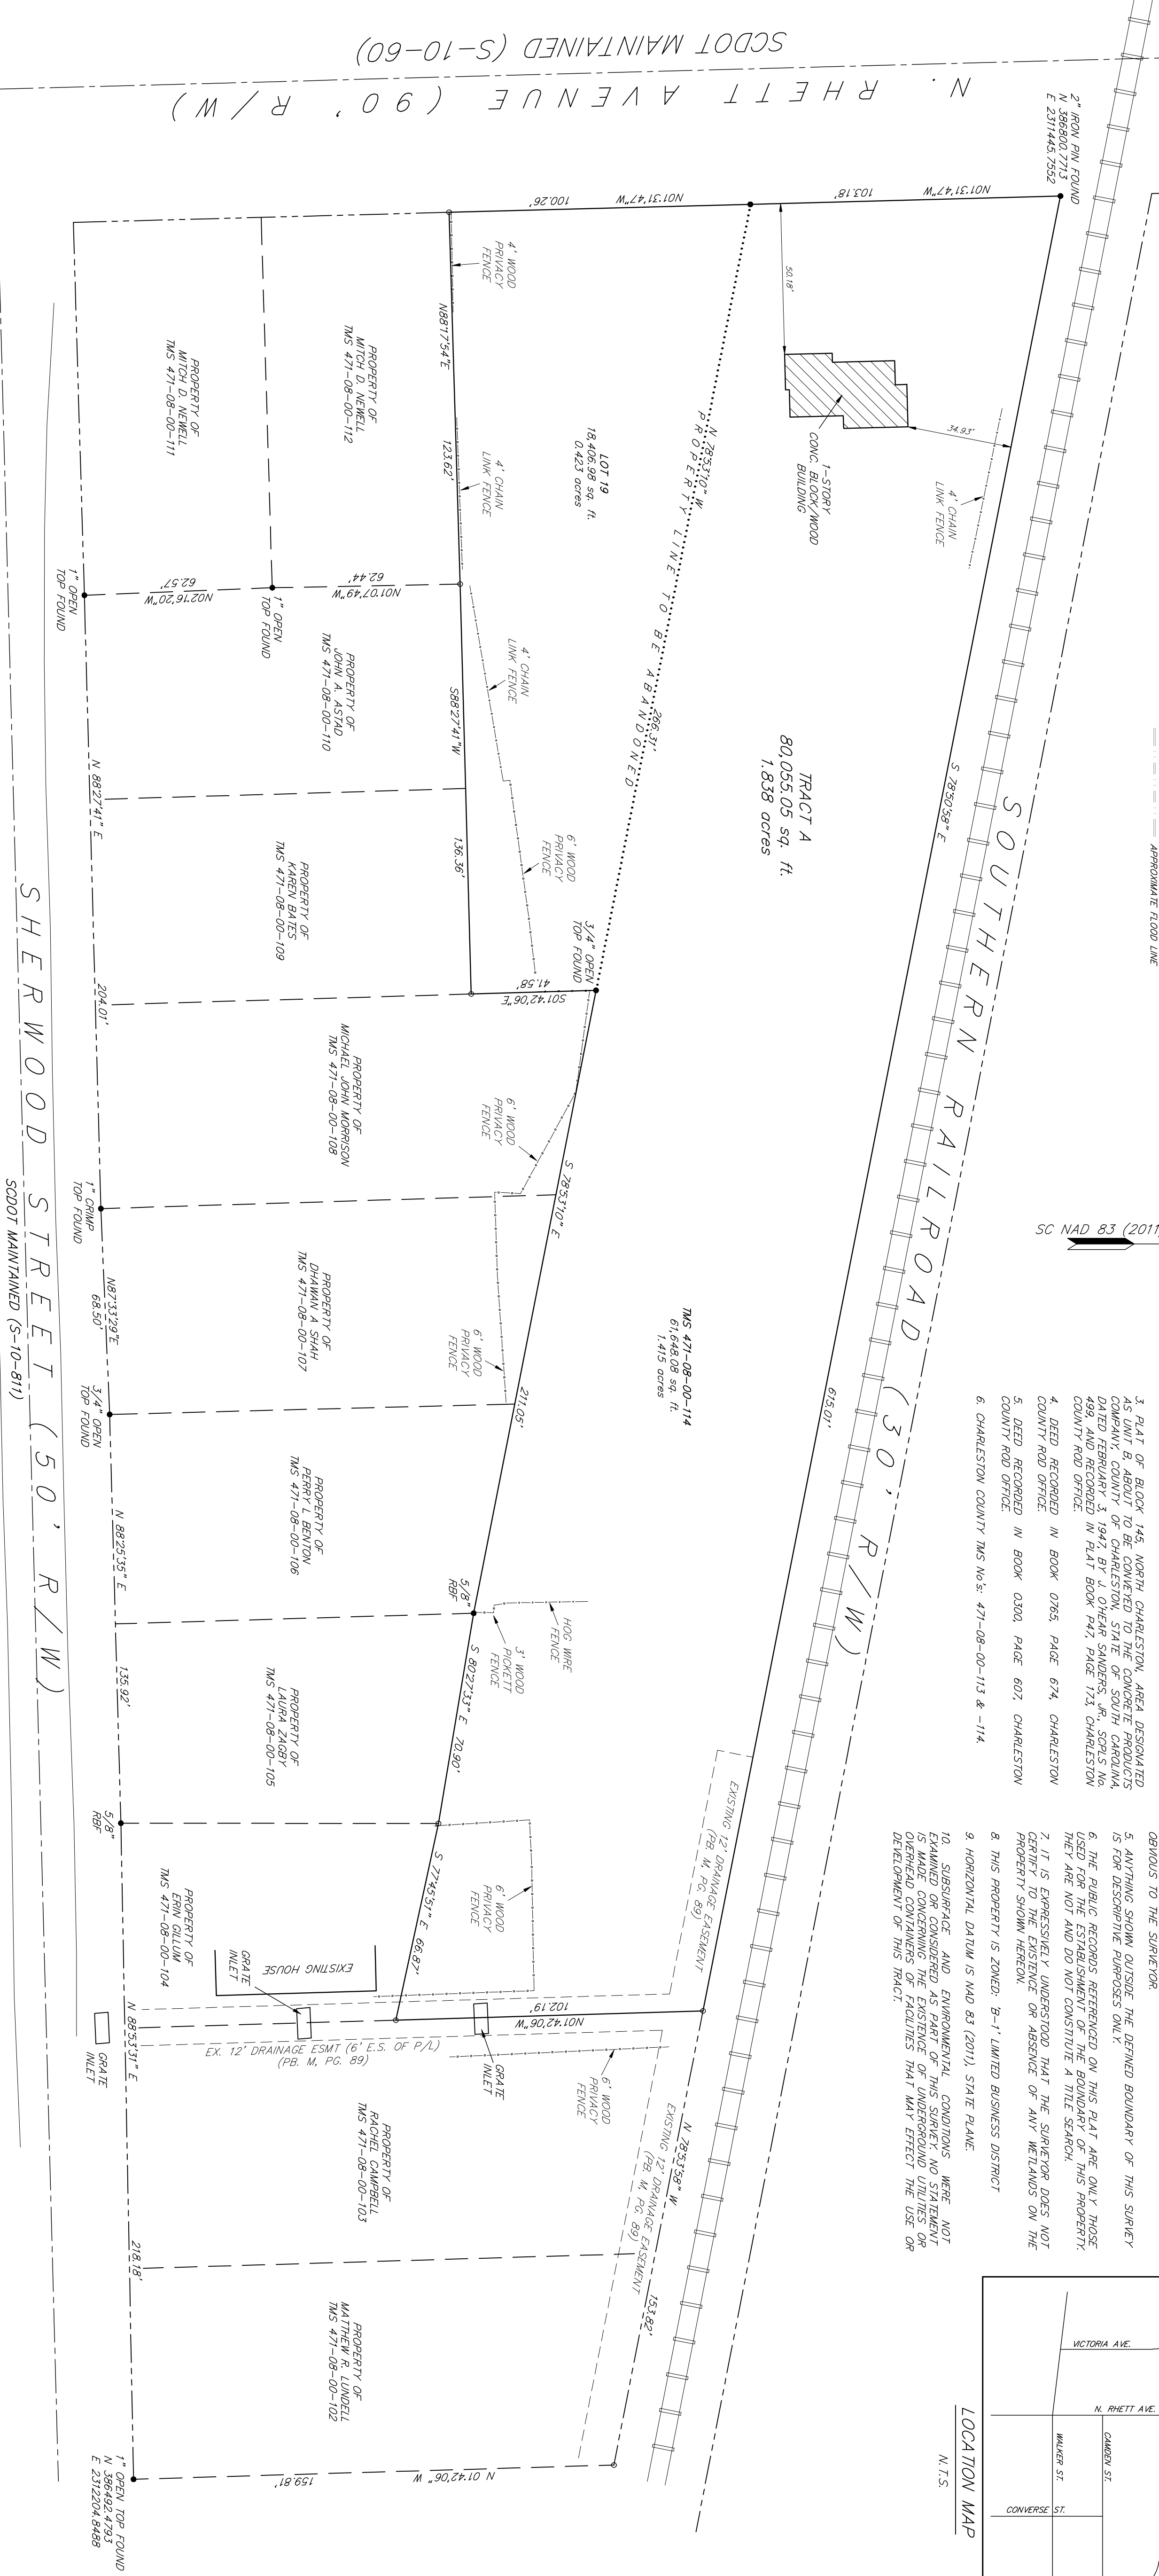 SCDOT MAINTAINED (S-10-60)
N. RHETT AVENUE (90' R/W)
2" IRON PIN FOUND
N 386800.7713
E 2311445.7552
N01°31'47"W 103.18'
N01°31'47"W 100.26'
50.18'
34.93'
1-STORY
CONC. BLOCK/WOOD
BUILDING
4' CHAIN
LINK FENCE
4' WOOD
PRIVACY
FENCE
N88°17'54"E 123.62'
4' CHAIN
LINK FENCE
LOT 19
18,406.98 sq. ft.
0.423 acres
N 78°53'10" W
266.31'
PROPERTY LINE TO BE ABANDONED
PROPERTY OF
MITCH D. NEWELL
TMS 471-08-00-112
PROPERTY OF
MITCH D. NEWELL
TMS 471-08-00-111
1" OPEN
TOP FOUND
N02°16'20"W
62.57'
1" OPEN
TOP FOUND
N01°07'49"W
62.44'
4' CHAIN
LINK FENCE
S88°27'41"W 136.36'
PROPERTY OF
JOHN A. ASTAD
TMS 471-08-00-110
6' WOOD
PRIVACY
FENCE
PROPERTY OF
KAREN BATES
TMS 471-08-00-109
N 88°27'41" E 204.01'
TRACT A
80,055.05 sq. ft.
1.838 acres
S 78°50'58" E 615.01'
SOUTHERN RAILROAD (30' R/W)
APPROXIMATE FLOOD LINE
3/4" OPEN
TOP FOUND
S01°42'06"E
41.58'
PROPERTY OF
MICHAEL JOHN MORRISON
TMS 471-08-00-108
6' WOOD
PRIVACY
FENCE
S 78°53'10" E 211.05'
1" CRIMP
TOP FOUND
N87°33'29"E
68.50'
PROPERTY OF
DHAWAN A SHAH
TMS 471-08-00-107
6' WOOD
PRIVACY
FENCE
TMS 471-08-00-114
61,648.08 sq. ft.
1.415 acres
3/4" OPEN
TOP FOUND
PROPERTY OF
PERRY L BENTON
TMS 471-08-00-106
N 88°25'35" E 135.92'
5/8"
RBF
HOG WIRE
FENCE
3' WOOD
PICKETT
FENCE
S 80°27'33" E 70.90'
PROPERTY OF
LAURA ZAGBY
TMS 471-08-00-105
5/8"
RBF
SHERWOOD STREET (50' R/W)
SCDOT MAINTAINED (S-10-811)
SC NAD 83 (2011)
3. PLAT OF BLOCK 145, NORTH CHARLESTON, AREA DESIGNATED
AS UNIT B, ABOUT TO BE CONVEYED TO THE CONCRETE PRODUCTS
COMPANY, COUNTY OF CHARLESTON, STATE OF SOUTH CAROLINA,
DATED FEBRUARY 3, 1947, BY J. O'HEAR SANDERS, JR., SCPLS No.
499, AND RECORDED IN PLAT BOOK P47, PAGE 173, CHARLESTON
COUNTY ROD OFFICE.
4. DEED RECORDED IN BOOK 0765, PAGE 674, CHARLESTON
COUNTY ROD OFFICE.
5. DEED RECORDED IN BOOK 0300, PAGE 607, CHARLESTON
COUNTY ROD OFFICE.
6. CHARLESTON COUNTY TMS No's: 471-08-00-113 & -114.
OBVIOUS TO THE SURVEYOR.
5. ANYTHING SHOWN OUTSIDE THE DEFINED BOUNDARY OF THIS SURVEY
IS FOR DESCRIPTIVE PURPOSES ONLY.
6. THE PUBLIC RECORDS REFERENCED ON THIS PLAT ARE ONLY THOSE
USED FOR THE ESTABLISHMENT OF THE BOUNDARY OF THIS PROPERTY.
THEY ARE NOT AND DO NOT CONSTITUTE A TITLE SEARCH.
7. IT IS EXPRESSIVELY UNDERSTOOD THAT THE SURVEYOR DOES NOT
CERTIFY TO THE EXISTENCE OR ABSENCE OF ANY WETLANDS ON THE
PROPERTY SHOWN HEREON.
8. THIS PROPERTY IS ZONED: 'B-1' LIMITED BUSINESS DISTRICT
9. HORIZONTAL DATUM IS NAD 83 (2011), STATE PLANE.
10. SUBSURFACE AND ENVIRONMENTAL CONDITIONS WERE NOT
EXAMINED OR CONSIDERED AS PART OF THIS SURVEY. NO STATEMENT
IS MADE CONCERNING THE EXISTENCE OF UNDERGROUND UTILITIES OR
OVERHEAD CONTAINERS OF FACILITIES THAT MAY EFFECT THE USE OR
DEVELOPMENT OF THIS TRACT.
EXISTING 12' DRAINAGE EASEMENT
(PB. M, PG. 89)
6' WOOD
PRIVACY
FENCE
S 77°45'51" E 66.87'
PROPERTY OF
ERIN GILLUM
TMS 471-08-00-104
EXISTING HOUSE
GRATE
INLET
N01°42'06"W
102.19'
GRATE
INLET
GRATE
INLET
N 88°53'31" E 218.18'
EX. 12' DRAINAGE ESMT (6' E.S. OF P/L)
(PB. M, PG. 89)
6' WOOD
PRIVACY
FENCE
N 78°53'58" W 153.82'
EXISTING 12' DRAINAGE EASEMENT
(PB. M, PG. 89)
PROPERTY OF
RACHEL CAMPBELL
TMS 471-08-00-103
PROPERTY OF
MATTHEW R. LUNDELL
TMS 471-08-00-102
N 01°42'06" W 159.81'
1" OPEN TOP FOUND
N 386492.4793
E 2312204.8488
VICTORIA AVE.
N. RHETT AVE.
WALKER ST.
CAMDEN ST.
CONVERSE ST.
LOCATION MAP
N.T.S.